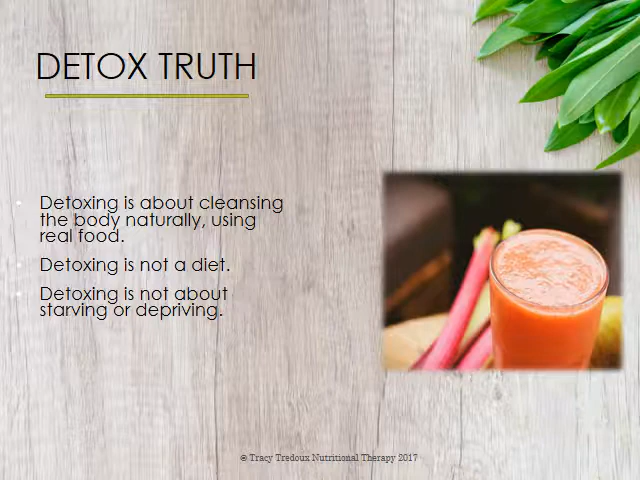 DETOX TRUTH
Detoxing is about cleansing
the body naturally, using
real food.
Detoxing is not a diet.
Detoxing is not about
starving or depriving.
© Tracy Tredoux Nutritional Therapy 2017